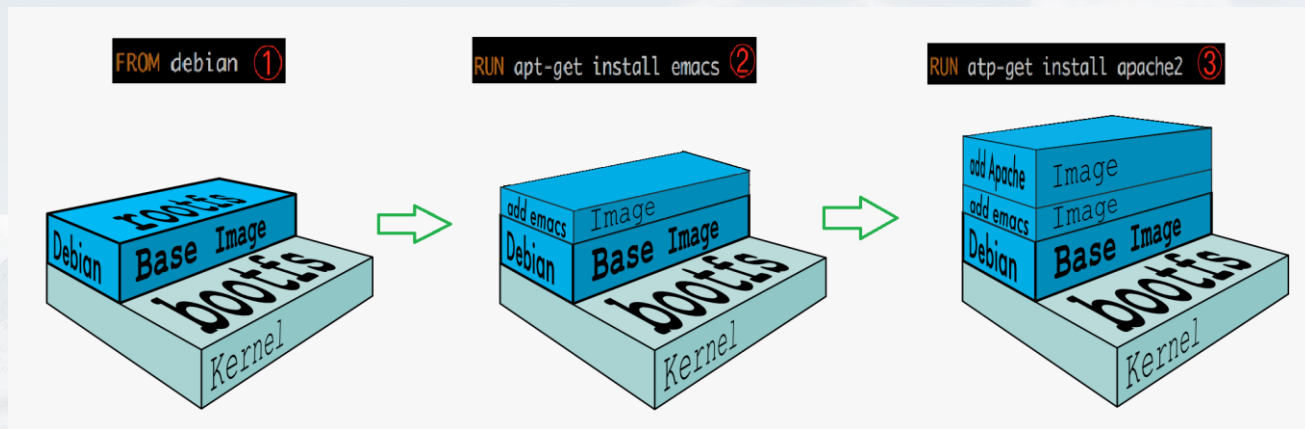 FROM debian ①
RUN apt-get install emacs ②
RUN atp-get install apache2 ③
rootfs
Debian
Base Image
bootfs
Kernel
add emacs
Image
Debian
Base Image
bootfs
Kernel
add Apache
Image
add emacs
Image
Debian
Base Image
bootfs
Kernel